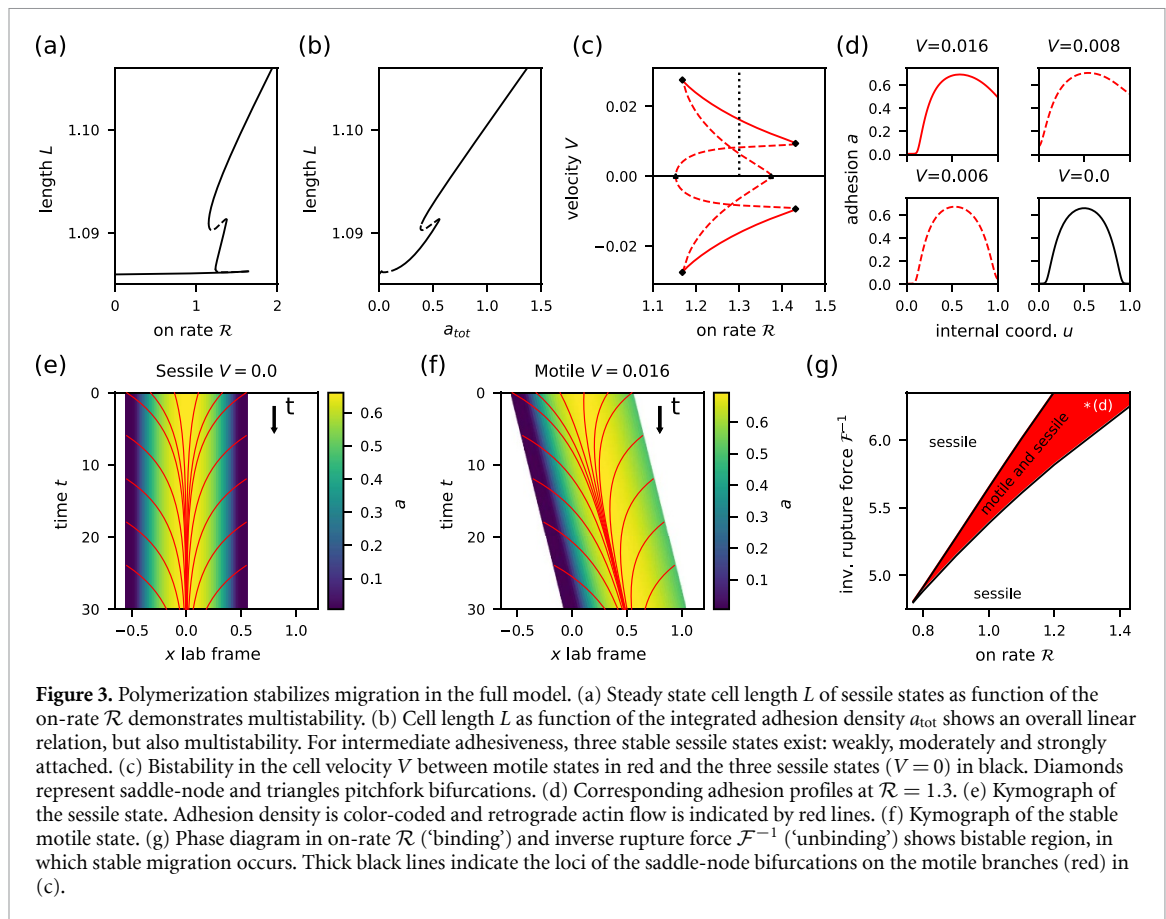 (a)
(b)
(c)
(d)
V=0.016
V=0.008
length L
1.10
1.09
0
1
2
on rate ℛ
length L
1.10
1.09
0.0
0.5
1.0
1.5
a_tot
velocity V
0.02
0.00
−0.02
1.1
1.2
1.3
1.4
1.5
on rate ℛ
adhesion a
0.6
0.4
0.2
0.0
V=0.006
V=0.0
0.6
0.4
0.2
0.0
0.0
0.5
1.0
0.0
0.5
1.0
internal coord. u
(e)
Sessile V = 0.0
t
time t
0
10
20
30
−0.5
0.0
0.5
1.0
x lab frame
a
0.6
0.5
0.4
0.3
0.2
0.1
(f)
Motile V = 0.016
t
time t
0
10
20
30
−0.5
0.0
0.5
1.0
x lab frame
a
0.6
0.5
0.4
0.3
0.2
0.1
(g)
inv. rupture force ℱ⁻¹
6.0
5.5
5.0
sessile
motile and sessile
*(d)
sessile
0.8
1.0
1.2
1.4
on rate ℛ
Figure 3. Polymerization stabilizes migration in the full model. (a) Steady state cell length L of sessile states as function of the
on-rate ℛ demonstrates multistability. (b) Cell length L as function of the integrated adhesion density a_tot shows an overall linear
relation, but also multistability. For intermediate adhesiveness, three stable sessile states exist: weakly, moderately and strongly
attached. (c) Bistability in the cell velocity V between motile states in red and the three sessile states (V = 0) in black. Diamonds
represent saddle-node and triangles pitchfork bifurcations. (d) Corresponding adhesion profiles at ℛ = 1.3. (e) Kymograph of
the sessile state. Adhesion density is color-coded and retrograde actin flow is indicated by red lines. (f) Kymograph of the stable
motile state. (g) Phase diagram in on-rate ℛ (‘binding’) and inverse rupture force ℱ⁻¹ (‘unbinding’) shows bistable region, in
which stable migration occurs. Thick black lines indicate the loci of the saddle-node bifurcations on the motile branches (red) in
(c).